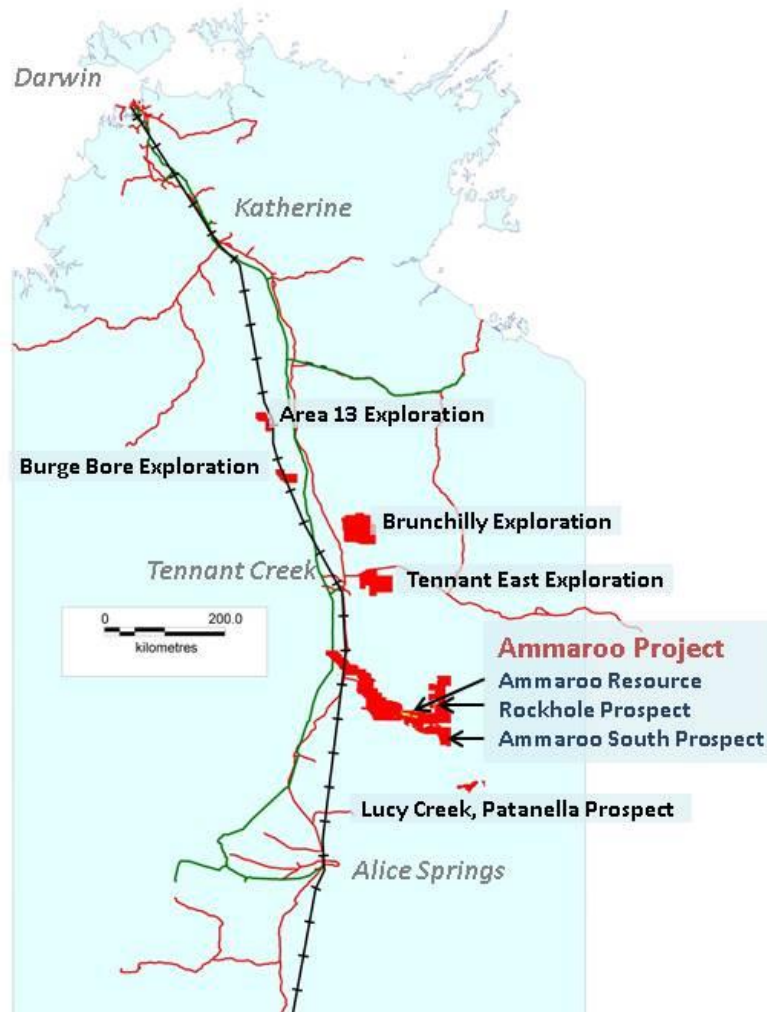 Darwin
Katherine
Area 13 Exploration
Burge Bore Exploration
Brunchilly Exploration
Tennant Creek
Tennant East Exploration
0 200.0
kilometres
Ammaroo Project
Ammaroo Resource
Rockhole Prospect
Ammaroo South Prospect
Lucy Creek, Patanella Prospect
Alice Springs